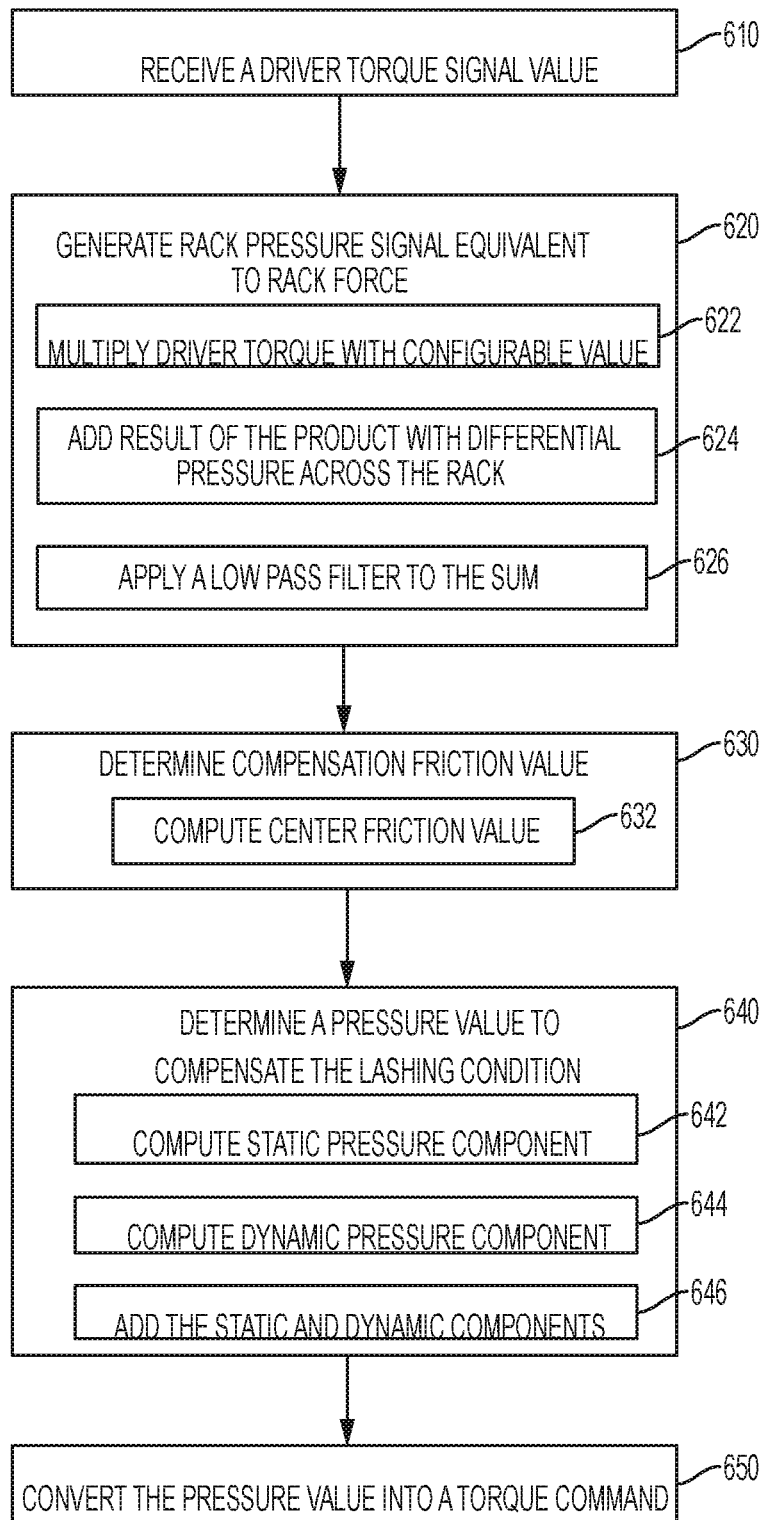 610
RECEIVE A DRIVER TORQUE SIGNAL VALUE
620
GENERATE RACK PRESSURE SIGNAL EQUIVALENT
TO RACK FORCE
622
MULTIPLY DRIVER TORQUE WITH CONFIGURABLE VALUE
624
ADD RESULT OF THE PRODUCT WITH DIFFERENTIAL
PRESSURE ACROSS THE RACK
626
APPLY A LOW PASS FILTER TO THE SUM
630
DETERMINE COMPENSATION FRICTION VALUE
632
COMPUTE CENTER FRICTION VALUE
640
DETERMINE A PRESSURE VALUE TO
COMPENSATE THE LASHING CONDITION
642
COMPUTE STATIC PRESSURE COMPONENT
644
COMPUTE DYNAMIC PRESSURE COMPONENT
646
ADD THE STATIC AND DYNAMIC COMPONENTS
650
CONVERT THE PRESSURE VALUE INTO A TORQUE COMMAND